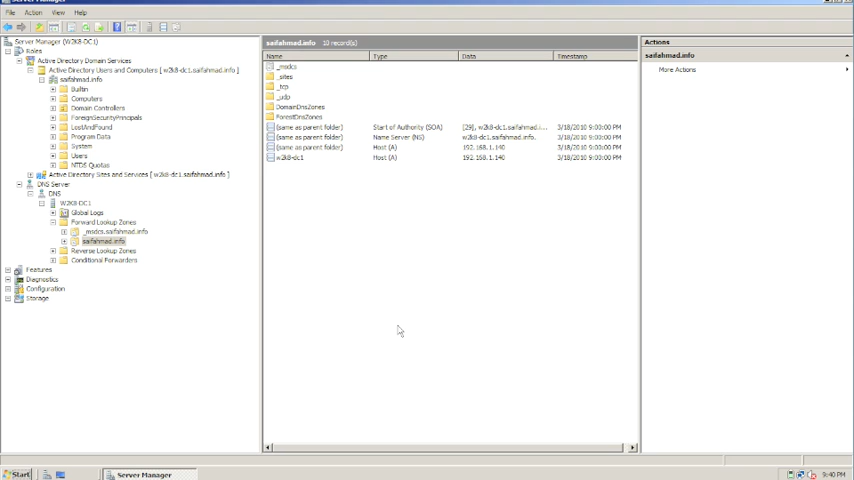 Server Manager
File Action View Help
Server Manager (W2K8-DC1)
Roles
Active Directory Domain Services
Active Directory Users and Computers [ w2k8-dc1.saifahmad.info ]
saifahmad.info
Builtin
Computers
Domain Controllers
ForeignSecurityPrincipals
LostAndFound
Program Data
System
Users
NTDS Quotas
Active Directory Sites and Services [ w2k8-dc1.saifahmad.info ]
DNS Server
DNS
W2K8-DC1
Global Logs
Forward Lookup Zones
_msdcs.saifahmad.info
saifahmad.info
Reverse Lookup Zones
Conditional Forwarders
Features
Diagnostics
Configuration
Storage
saifahmad.info 10 record(s)
Name Type Data Timestamp
_msdcs
_sites
_tcp
_udp
DomainDnsZones
ForestDnsZones
(same as parent folder) Start of Authority (SOA) [29], w2k8-dc1.saifahmad.i... 3/18/2010 9:00:00 PM
(same as parent folder) Name Server (NS) w2k8-dc1.saifahmad.info. 3/18/2010 9:00:00 PM
(same as parent folder) Host (A) 192.168.1.140 3/18/2010 9:00:00 PM
w2k8-dc1 Host (A) 192.168.1.140 3/18/2010 9:00:00 PM
Actions
saifahmad.info
More Actions
Start Server Manager 9:40 PM